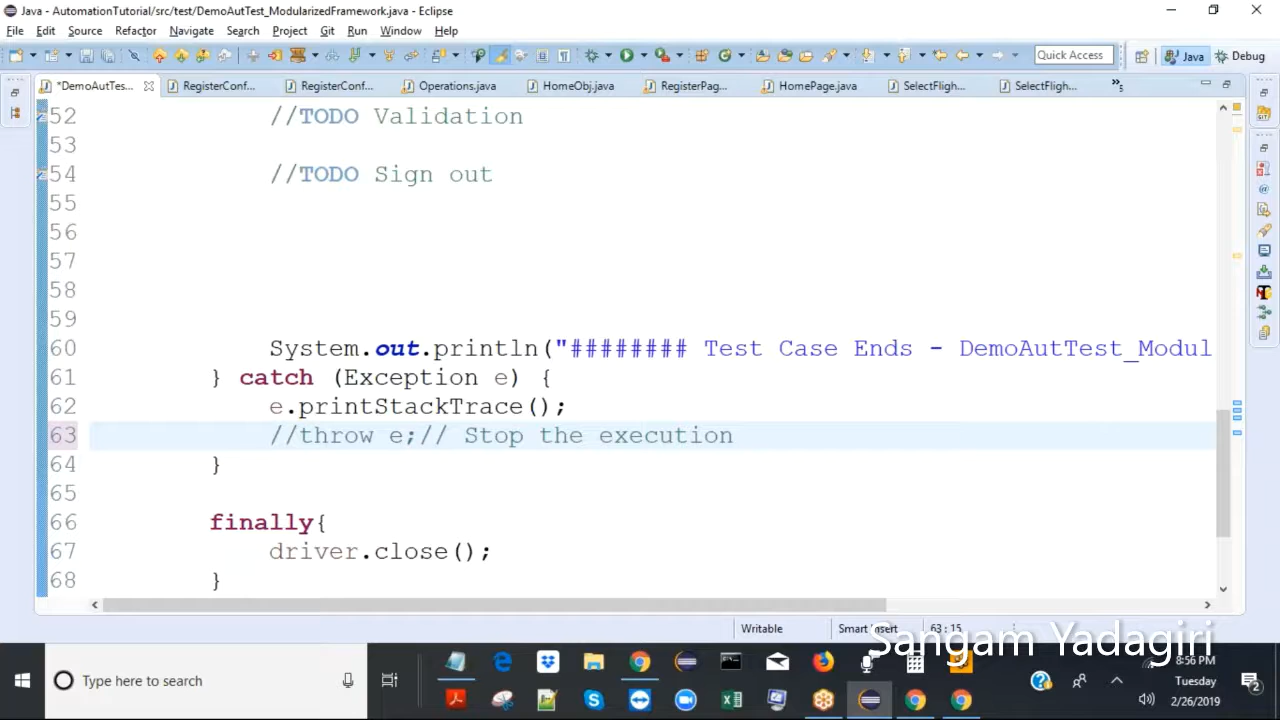 Java - AutomationTutorial/src/test/DemoAutTest_ModularizedFramework.java - Eclipse
File Edit Source Refactor Navigate Search Project Git Run Window Help
Quick Access Java Debug
*DemoAutTes... RegisterConf... RegisterConf... Operations.java HomeObj.java RegisterPag... HomePage.java SelectFligh... SelectFligh... »5
52 //TODO Validation
53
54 //TODO Sign out
55
56
57
58
59
60 System.out.println("######## Test Case Ends - DemoAutTest_Modul
61 } catch (Exception e) {
62 e.printStackTrace();
63 //throw e;// Stop the execution
64 }
65
66 finally{
67 driver.close();
68 }
Writable Smart Insert 63 : 15
Sangam Yadagiri
Type here to search
8:56 PM
Tuesday
2/26/2019
2